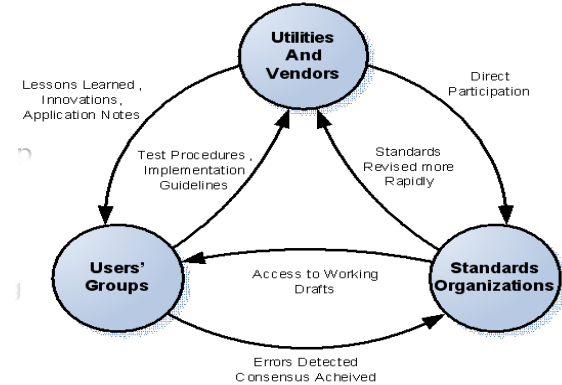 Utilities
And
Vendors
Lessons Learned ,
Innovations ,
Application Notes
Direct
Participation
Test Procedures ,
Implementation
Guidelines
Standards
Revised more
Rapidly
Users'
Groups
Access to Working
Drafts
Standards
Organizations
Errors Detected
Consensus Acheived